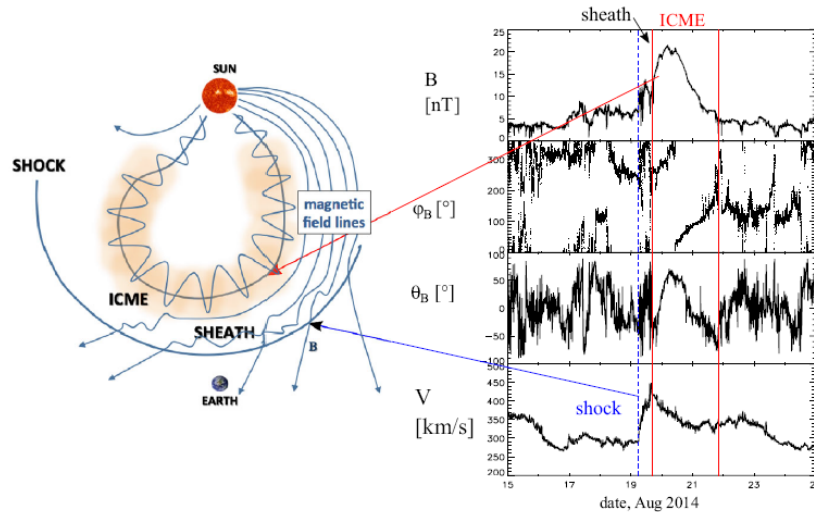 SUN
SHOCK
magnetic
field lines
ICME
SHEATH
B
EARTH
sheath
ICME
B
[nT]
25
20
15
10
5
0
φB [°]
300
200
100
0
θB [°]
100
50
0
−50
−100
V
[km/s]
shock
500
450
400
350
300
250
200
15
17
19
21
23
2
date, Aug 2014